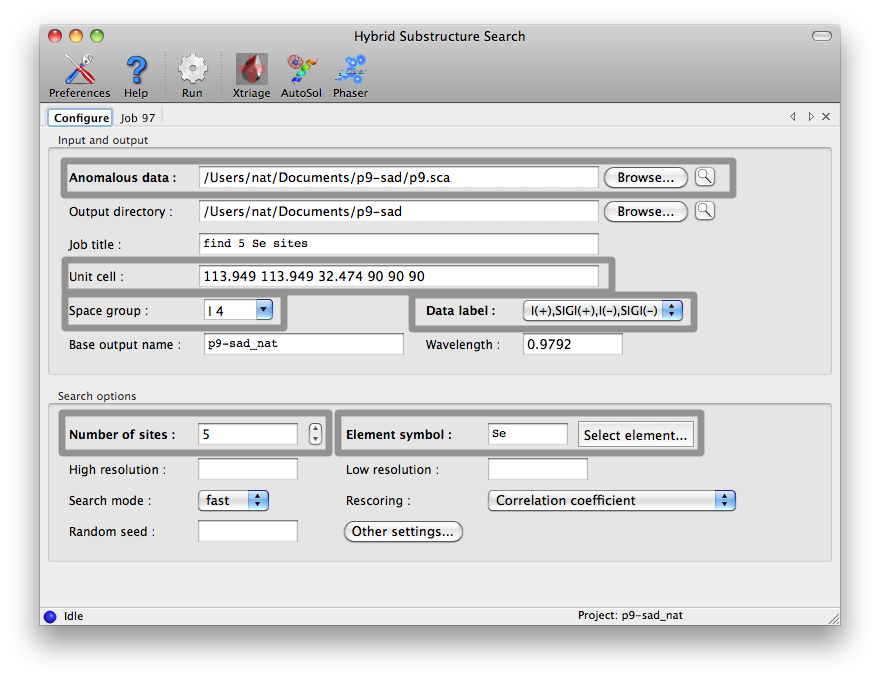 Hybrid Substructure Search
Preferences Help Run Xtriage AutoSol Phaser
Configure Job 97
Input and output
Anomalous data : /Users/nat/Documents/p9-sad/p9.sca Browse...
Output directory : /Users/nat/Documents/p9-sad Browse...
Job title : find 5 Se sites
Unit cell : 113.949 113.949 32.474 90 90 90
Space group : I 4 Data label : I(+),SIGI(+),I(-),SIGI(-)
Base output name : p9-sad_nat Wavelength : 0.9792
Search options
Number of sites : 5 Element symbol : Se Select element...
High resolution : Low resolution :
Search mode : fast Rescoring : Correlation coefficient
Random seed : Other settings...
Idle Project: p9-sad_nat